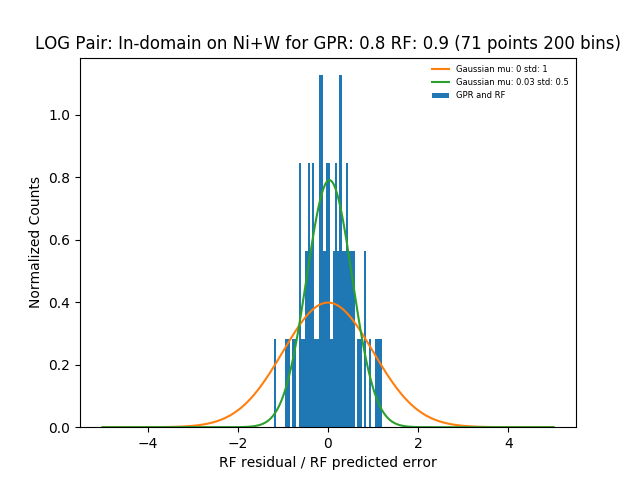 LOG Pair: In-domain on Ni+W for GPR: 0.8 RF: 0.9 (71 points 200 bins)
Gaussian mu: 0 std: 1
Gaussian mu: 0.03 std: 0.5
GPR and RF
Normalized Counts
1.0
0.8
0.6
0.4
0.2
0.0
−4
−2
0
2
4
RF residual / RF predicted error